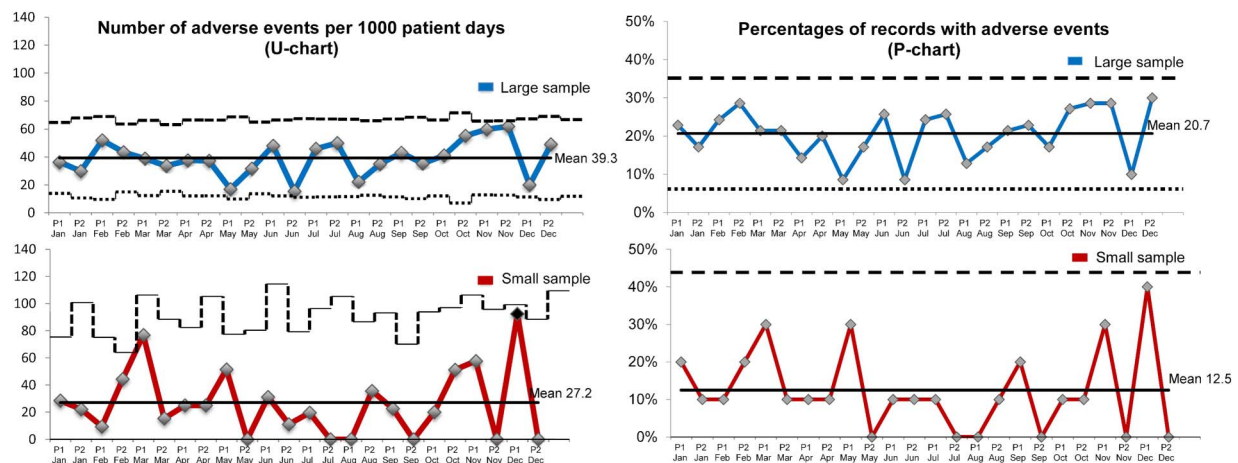 Number of adverse events per 1000 patient days
(U-chart)
140
120
100
80
60
40
20
0
Large sample
Mean 39.3
P1 P2 P1 P2 P1 P2 P1 P2 P1 P2 P1 P2 P1 P2 P1 P2 P1 P2 P1 P2 P1 P2 P1 P2
Jan Jan Feb Feb Mar Mar Apr Apr May May Jun Jun Jul Jul Aug Aug Sep Sep Oct Oct Nov Nov Dec Dec
Percentages of records with adverse events
(P-chart)
50%
40%
30%
20%
10%
0%
Large sample
Mean 20.7
P1 P2 P1 P2 P1 P2 P1 P2 P1 P2 P1 P2 P1 P2 P1 P2 P1 P2 P1 P2 P1 P2 P1 P2
Jan Jan Feb Feb Mar Mar Apr Apr May May Jun Jun Jul Jul Aug Aug Sep Sep Oct Oct Nov Nov Dec Dec
140
120
100
80
60
40
20
0
Small sample
Mean 27.2
P1 P2 P1 P2 P1 P2 P1 P2 P1 P2 P1 P2 P1 P2 P1 P2 P1 P2 P1 P2 P1 P2 P1 P2
Jan Jan Feb Feb Mar Mar Apr Apr May May Jun Jun Jul Jul Aug Aug Sep Sep Oct Oct Nov Nov Dec Dec
50%
40%
30%
20%
10%
0%
Small sample
Mean 12.5
P1 P2 P1 P2 P1 P2 P1 P2 P1 P2 P1 P2 P1 P2 P1 P2 P1 P2 P1 P2 P1 P2 P1 P2
Jan Jan Feb Feb Mar Mar Apr Apr May May Jun Jun Jul Jul Aug Aug Sep Sep Oct Oct Nov Nov Dec Dec